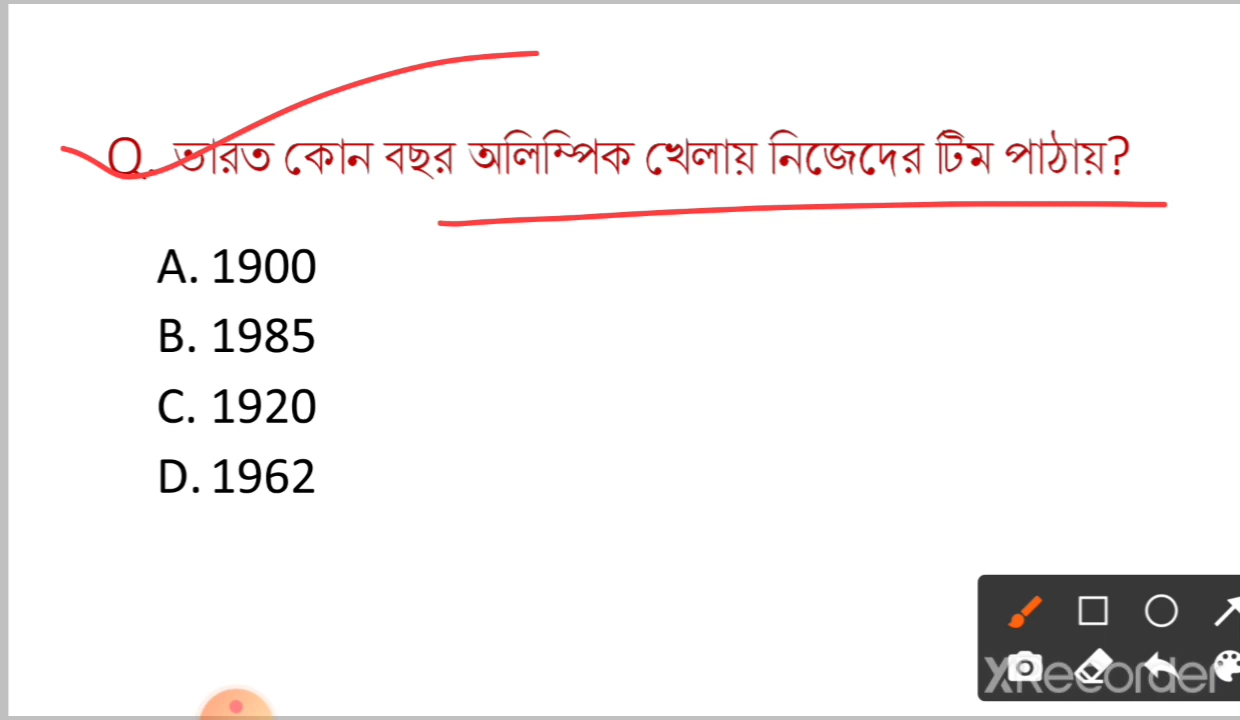 Q. ভারত কোন বছর অলিম্পিক খেলায় নিজেদের টিম পাঠায়?
A. 1900
B. 1985
C. 1920
D. 1962
XRecorder